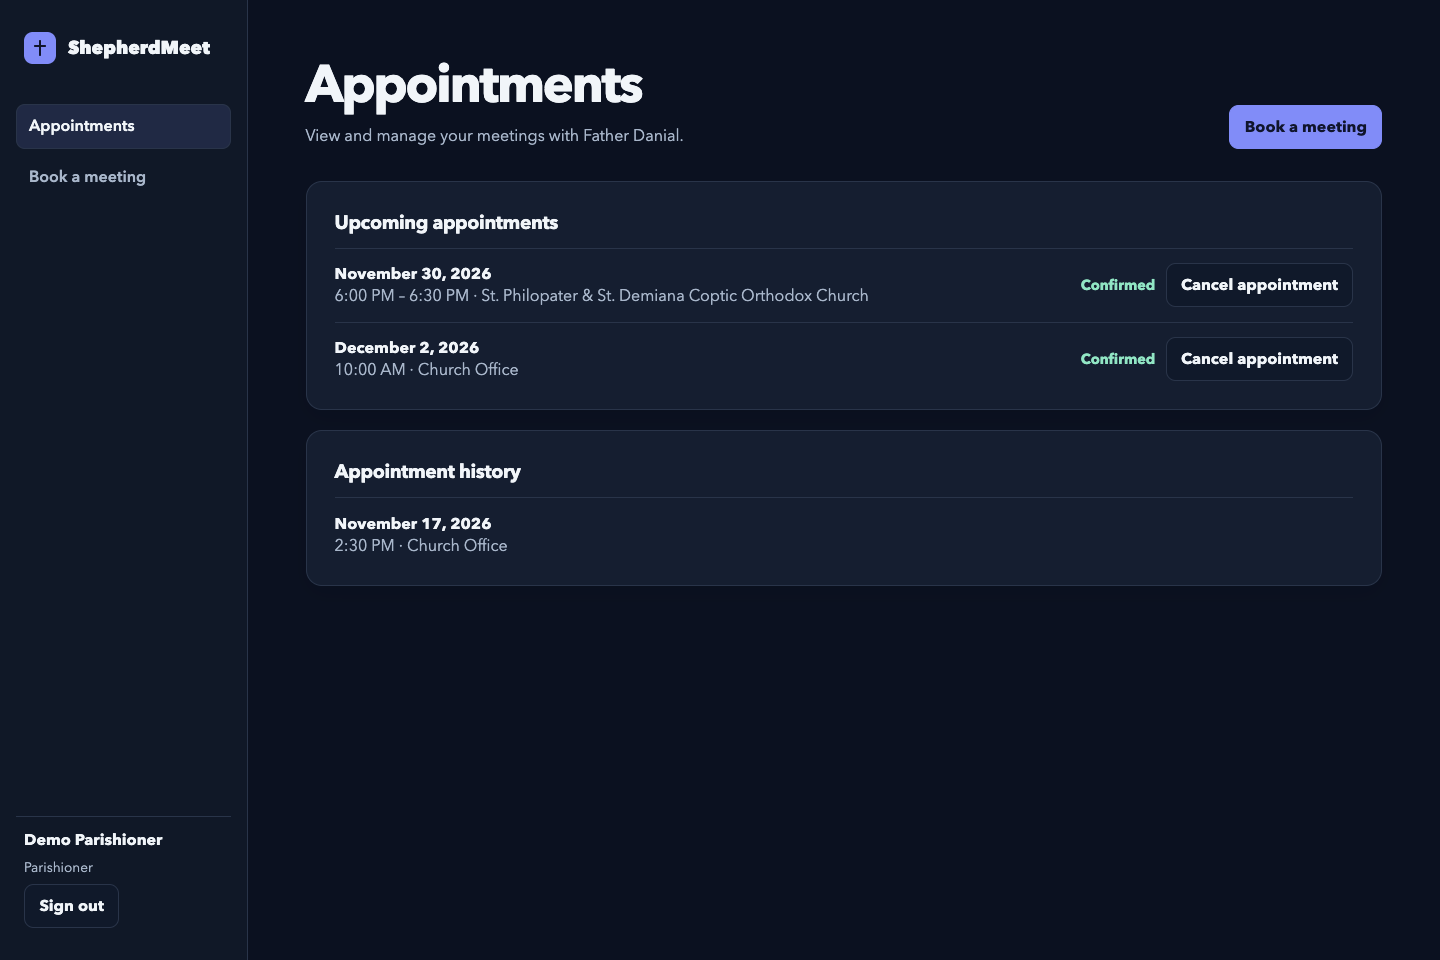 ShepherdMeet
Appointments
Book a meeting
Appointments
View and manage your meetings with Father Danial.
Book a meeting
Upcoming appointments
November 30, 2026
6:00 PM – 6:30 PM · St. Philopater & St. Demiana Coptic Orthodox Church
Confirmed
Cancel appointment
December 2, 2026
10:00 AM · Church Office
Confirmed
Cancel appointment
Appointment history
November 17, 2026
2:30 PM · Church Office
Demo Parishioner
Parishioner
Sign out